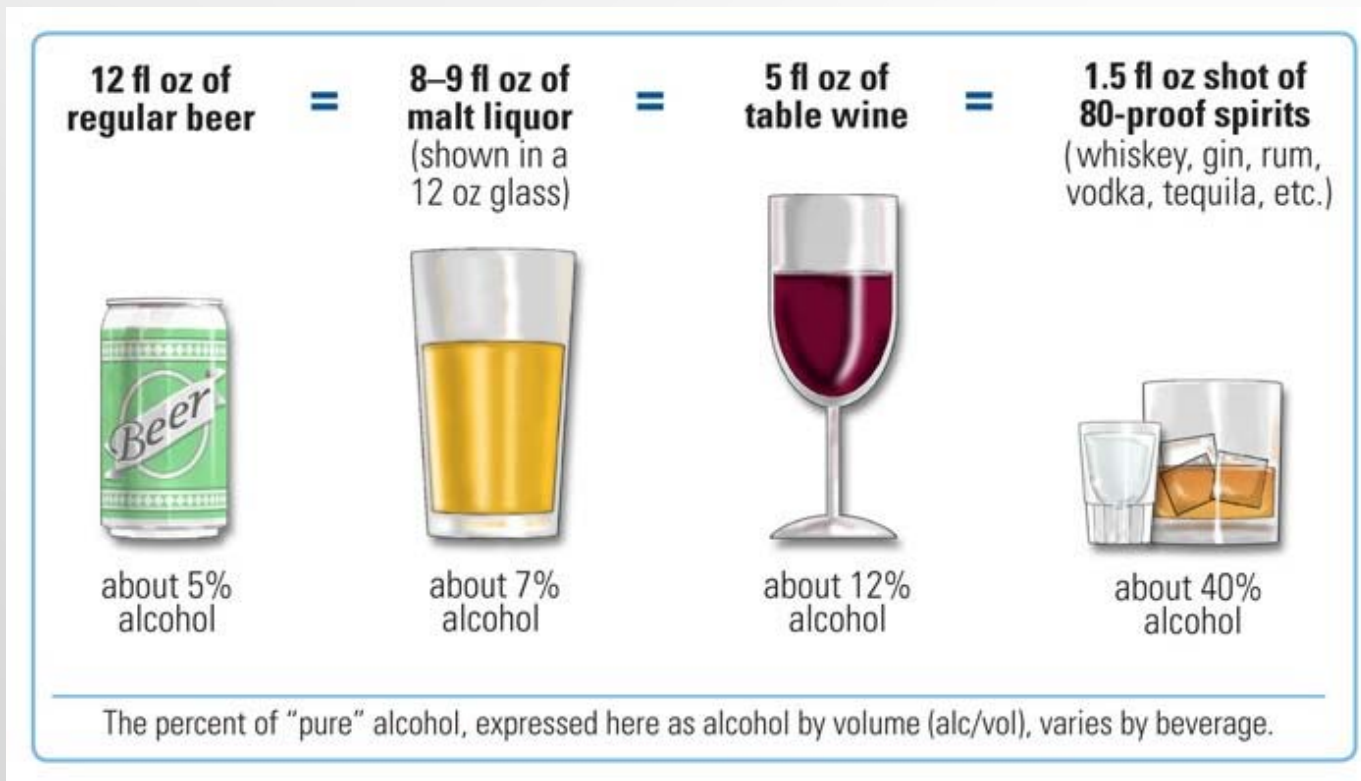 12 fl oz of
regular beer
=
8–9 fl oz of
malt liquor
(shown in a
12 oz glass)
=
5 fl oz of
table wine
=
1.5 fl oz shot of
80-proof spirits
(whiskey, gin, rum,
vodka, tequila, etc.)
Beer
about 5%
alcohol
about 7%
alcohol
about 12%
alcohol
about 40%
alcohol
The percent of “pure” alcohol, expressed here as alcohol by volume (alc/vol), varies by beverage.